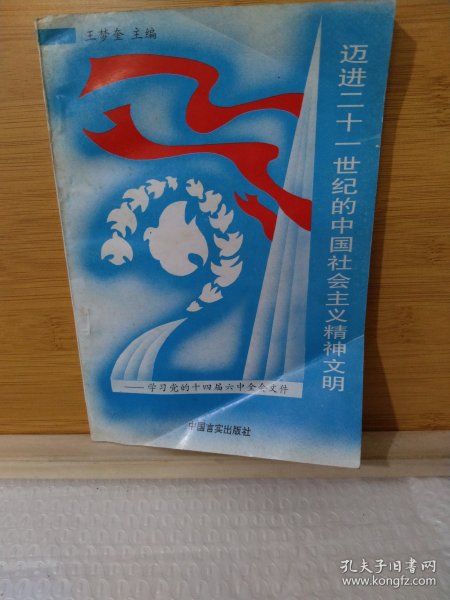 王梦奎 主编
迈进二十一世纪的中国社会主义精神文明
——学习党的十四届六中全会文件
中国言实出版社
孔夫子旧书网
www.kongfz.com